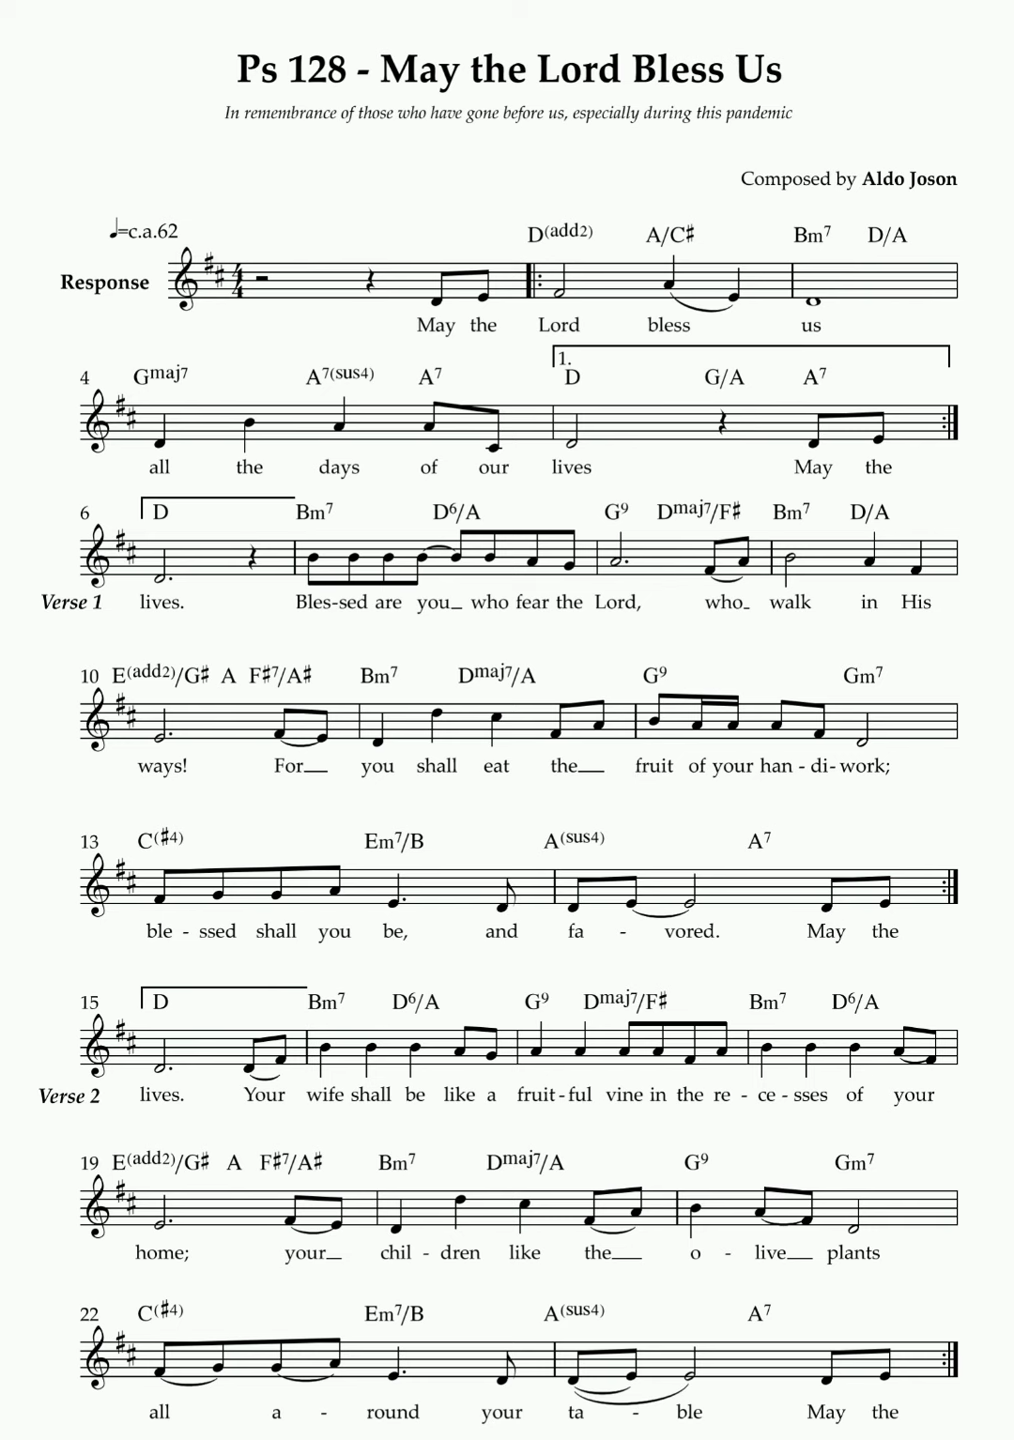 Ps 128 - May the Lord Bless Us
In remembrance of those who have gone before us, especially during this pandemic
Composed by Aldo Joson
♩=c.a.62
D(add2) A/C♯ Bm7 D/A
Response
4/4
May the Lord bless us
1.
4 Gmaj7 A7(sus4) A7 D G/A A7
all the days of our lives May the
6 D Bm7 D6/A G9 Dmaj7/F♯ Bm7 D/A
Verse 1 lives. Bles-sed are you_ who fear the Lord, who_ walk in His
10 E(add2)/G♯ A F♯7/A♯ Bm7 Dmaj7/A G9 Gm7
ways! For_ you shall eat the_ fruit of your han - di- work;
13 C(♯4) Em7/B A(sus4) A7
ble - ssed shall you be, and fa - vored. May the
15 D Bm7 D6/A G9 Dmaj7/F♯ Bm7 D6/A
Verse 2 lives. Your wife shall be like a fruit - ful vine in the re - ce - sses of your
19 E(add2)/G♯ A F♯7/A♯ Bm7 Dmaj7/A G9 Gm7
home; your_ chil - dren like the_ o - live_ plants
22 C(♯4) Em7/B A(sus4) A7
all a - round your ta - ble May the